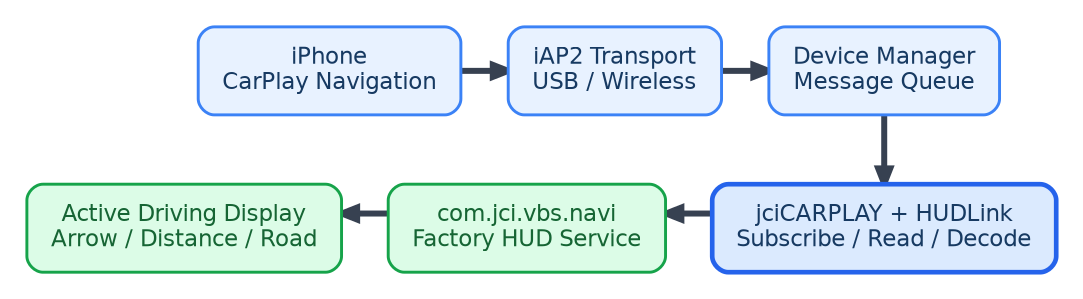 iPhone
CarPlay Navigation
iAP2 Transport
USB / Wireless
Device Manager
Message Queue
jciCARPLAY + HUDLink
Subscribe / Read / Decode
com.jci.vbs.navi
Factory HUD Service
Active Driving Display
Arrow / Distance / Road